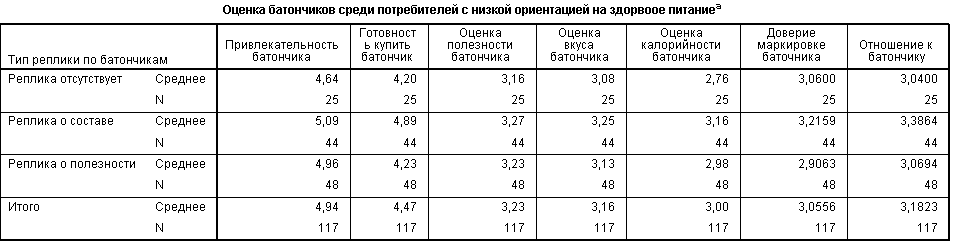 Оценка батончиков среди потребителей с низкой ориентацией на здорвоое питаниеa
Тип реплики по батончикам Привлекательность батончика Готовност ь купить батончик Оценка полезности батончика Оценка вкуса батончика Оценка калорийности батончика Доверие маркировке баточника Отношение к батончику
Реплика отсутствует Среднее 4,64 4,20 3,16 3,08 2,76 3,0600 3,0400
N 25 25 25 25 25 25 25
Реплика о составе Среднее 5,09 4,89 3,27 3,25 3,16 3,2159 3,3864
N 44 44 44 44 44 44 44
Реплика о полезности Среднее 4,96 4,23 3,23 3,13 2,98 2,9063 3,0694
N 48 48 48 48 48 48 48
Итого Среднее 4,94 4,47 3,23 3,16 3,00 3,0556 3,1823
N 117 117 117 117 117 117 117